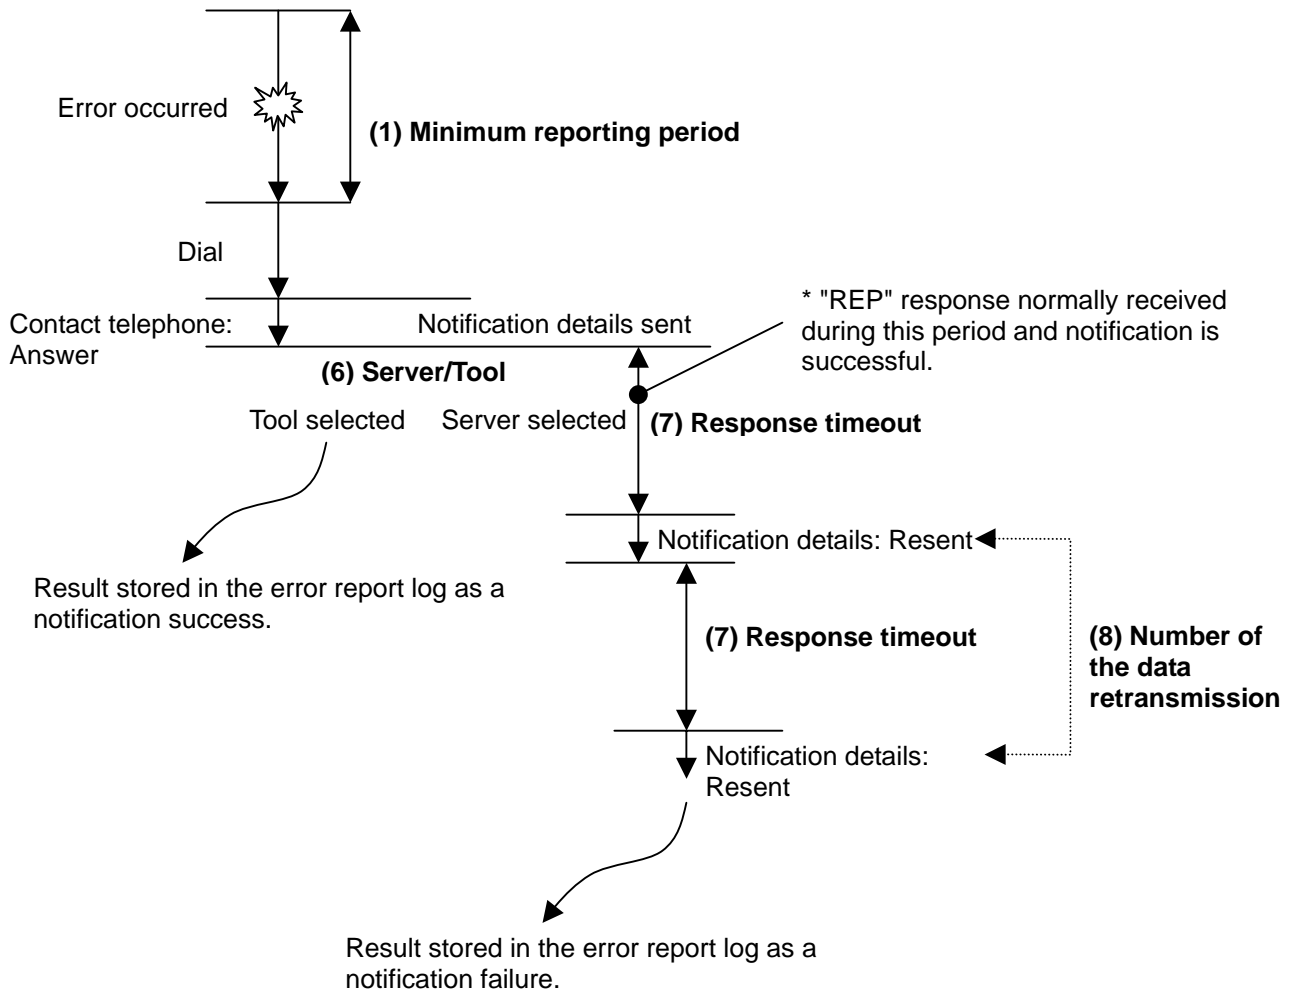 Error occurred
(1) Minimum reporting period
Dial
Contact telephone:
Answer
Notification details sent
* "REP" response normally received
during this period and notification is
successful.
(6) Server/Tool
Tool selected
Server selected
(7) Response timeout
Notification details: Resent
Result stored in the error report log as a
notification success.
(7) Response timeout
(8) Number of
the data
retransmission
Notification details:
Resent
Result stored in the error report log as a
notification failure.